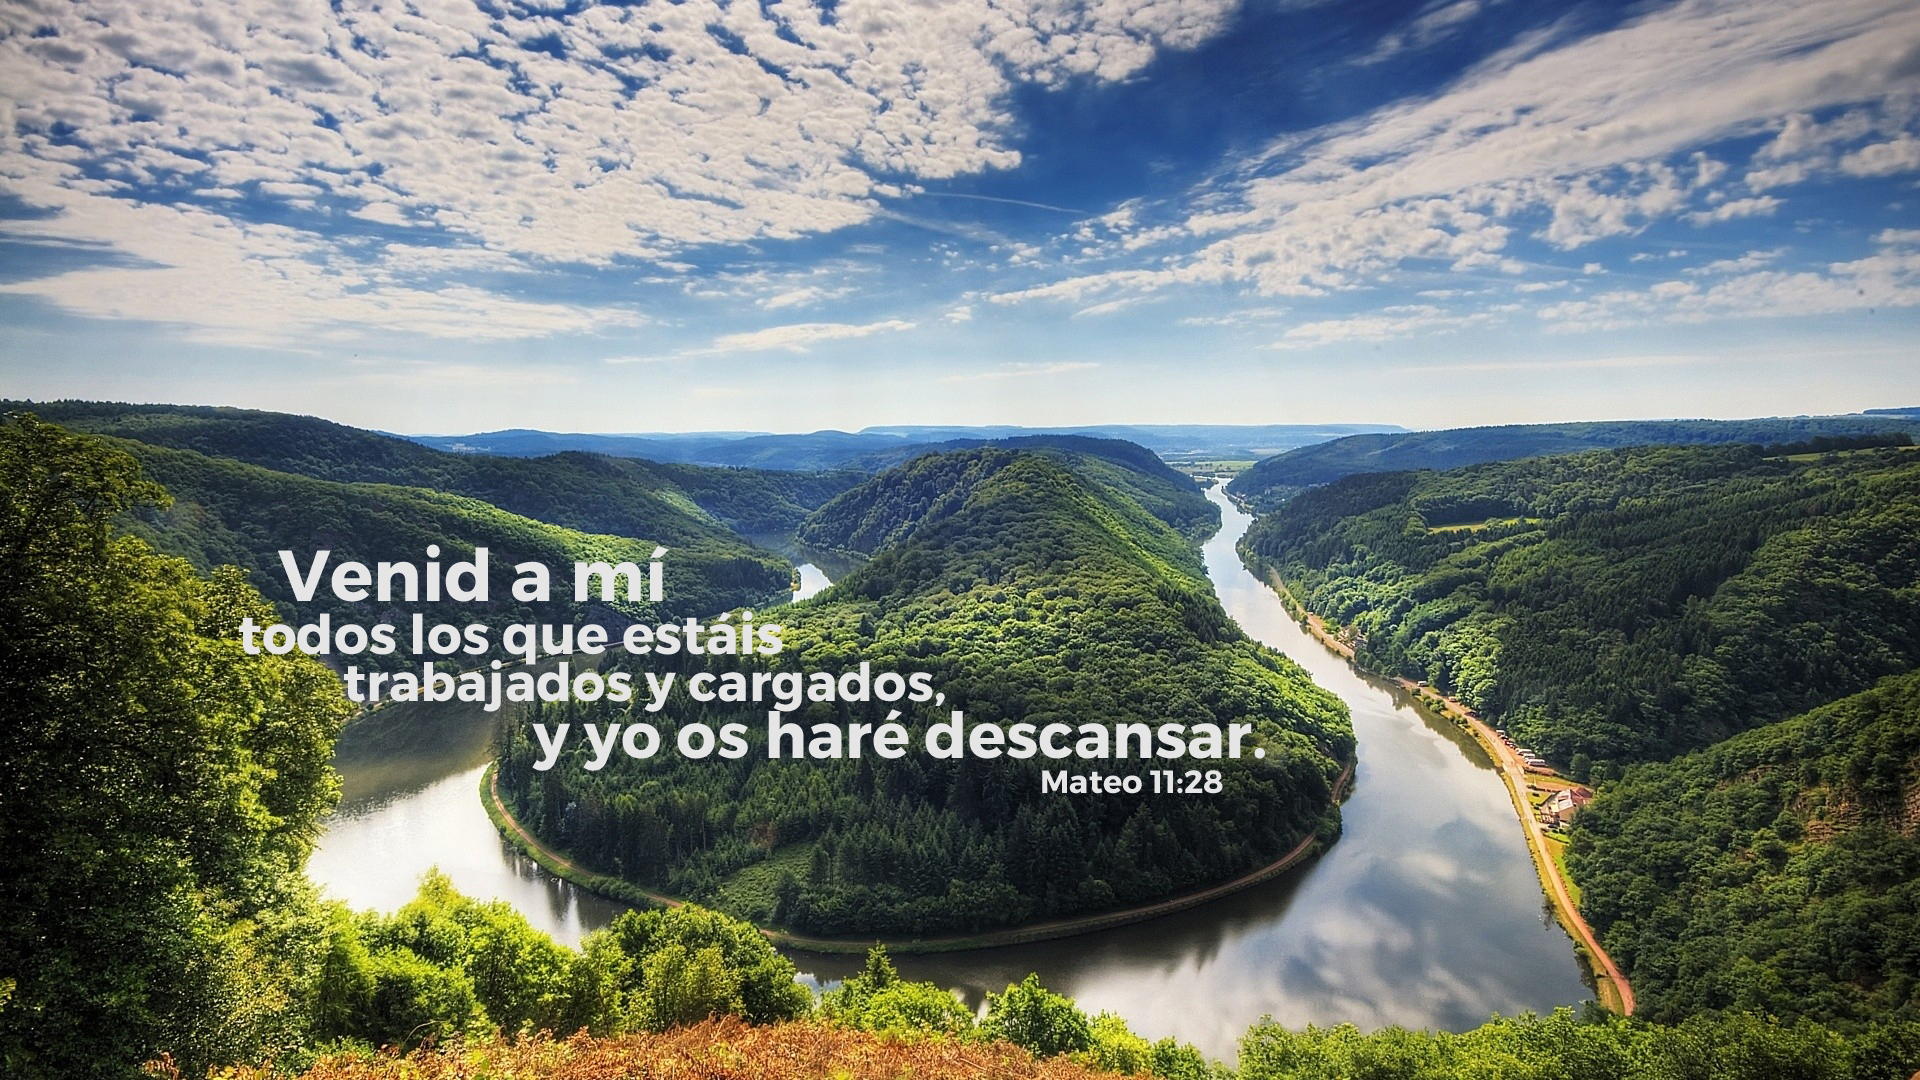 Venid a mí
todos los que estáis
trabajados y cargados,
y yo os haré descansar.
Mateo 11:28